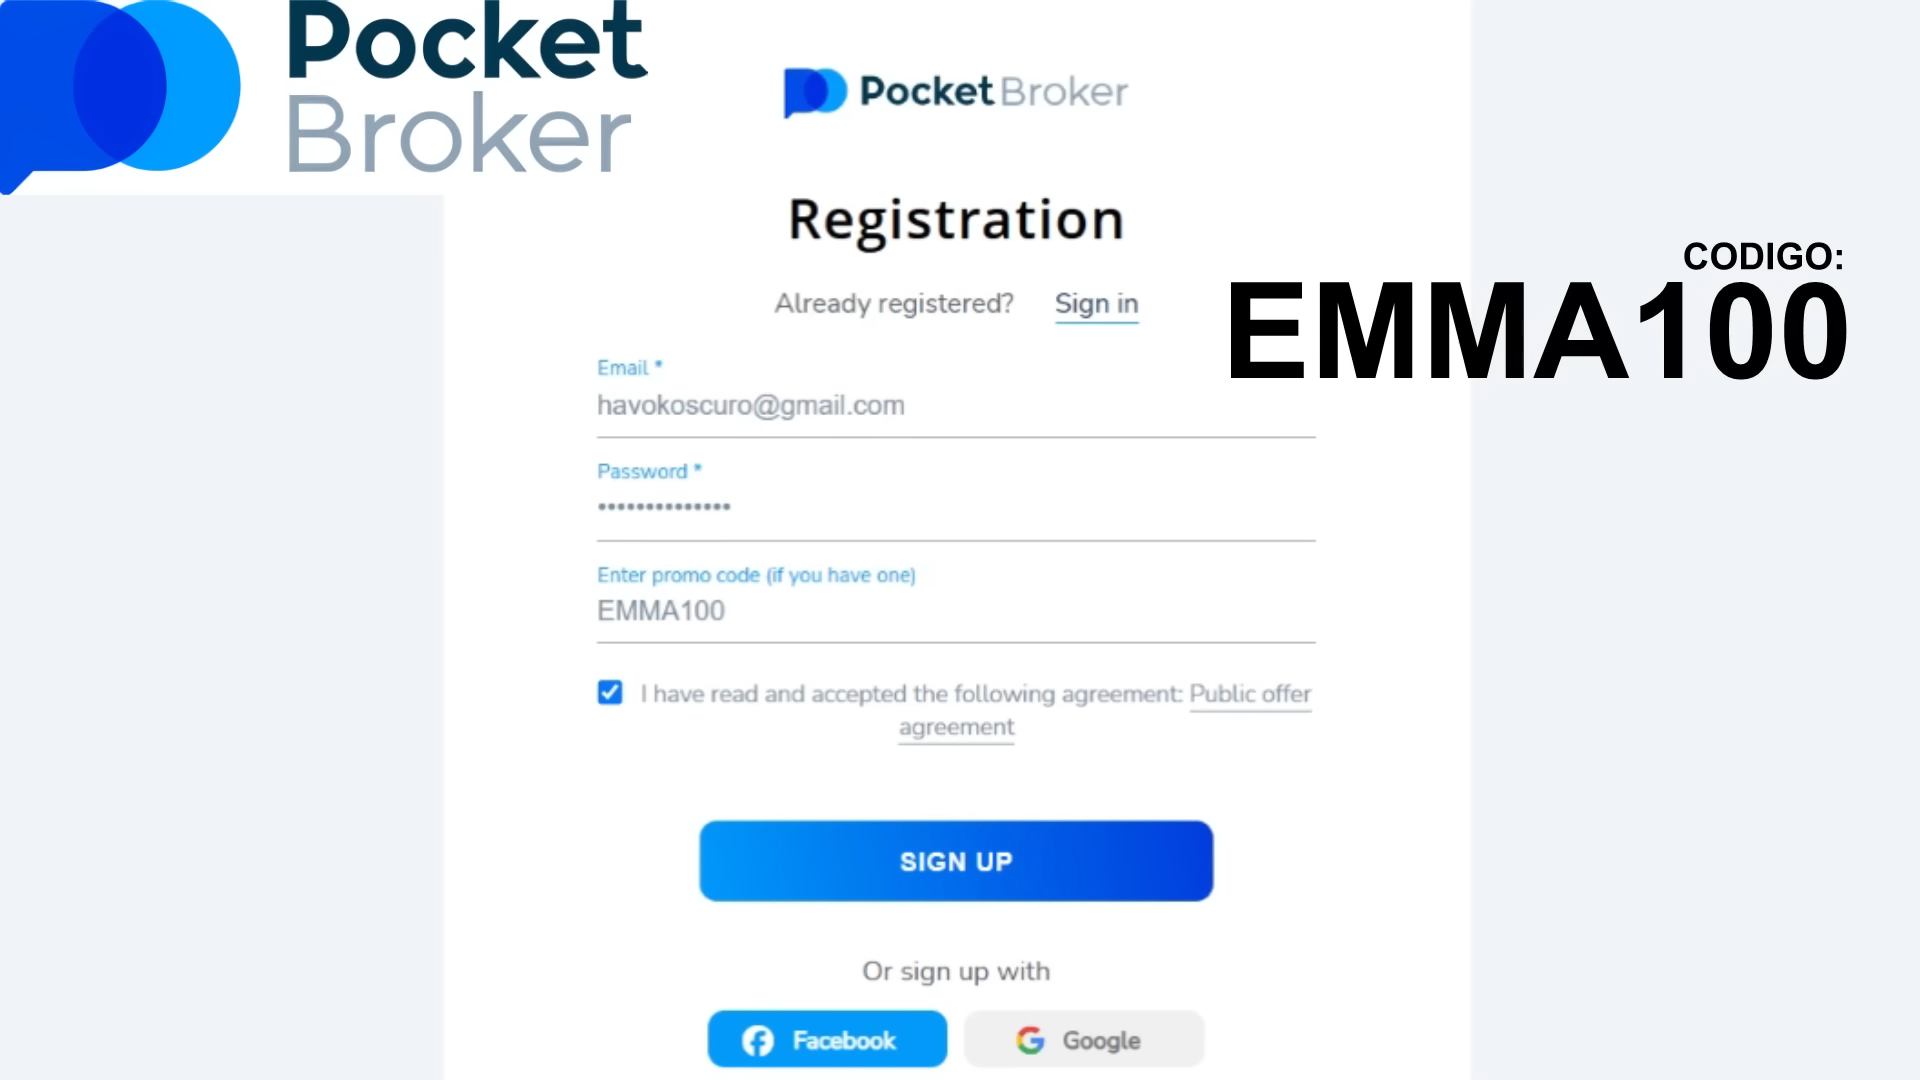 Pocket
Broker
PocketBroker
Registration
Already registered? Sign in
CODIGO:
EMMA100
Email *
havokoscuro@gmail.com
Password *
••••••••••••••
Enter promo code (if you have one)
EMMA100
I have read and accepted the following agreement: Public offer
agreement
SIGN UP
Or sign up with
Facebook
Google